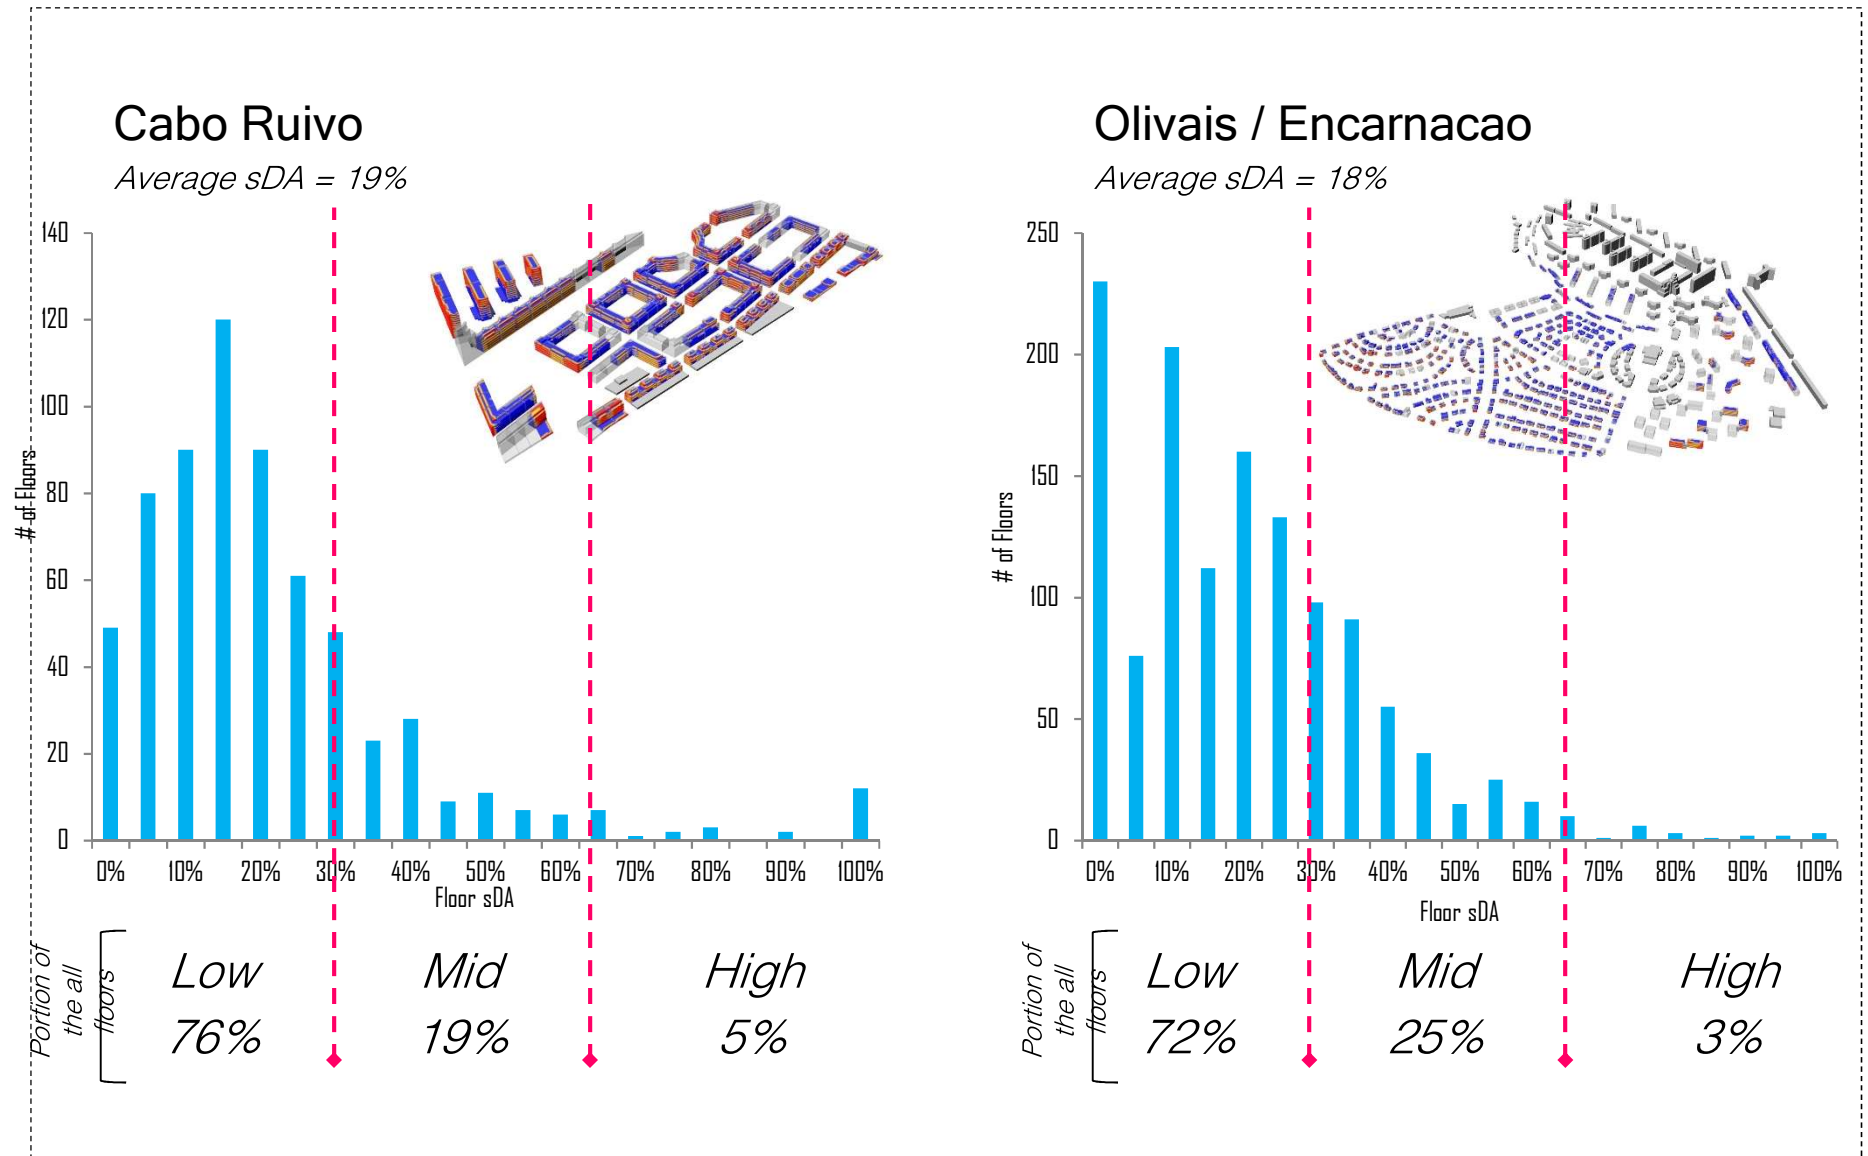 Cabo Ruivo
Average sDA = 19%
140
120
100
80
60
40
20
0
# of Floors
0% 10% 20% 30% 40% 50% 60% 70% 80% 90% 100%
Floor sDA
Portion of
the all
floors
Low Mid High
76% 19% 5%
Olivais / Encarnacao
Average sDA = 18%
250
200
150
100
50
0
# of Floors
0% 10% 20% 30% 40% 50% 60% 70% 80% 90% 100%
Floor sDA
Portion of
the all
floors
Low Mid High
72% 25% 3%